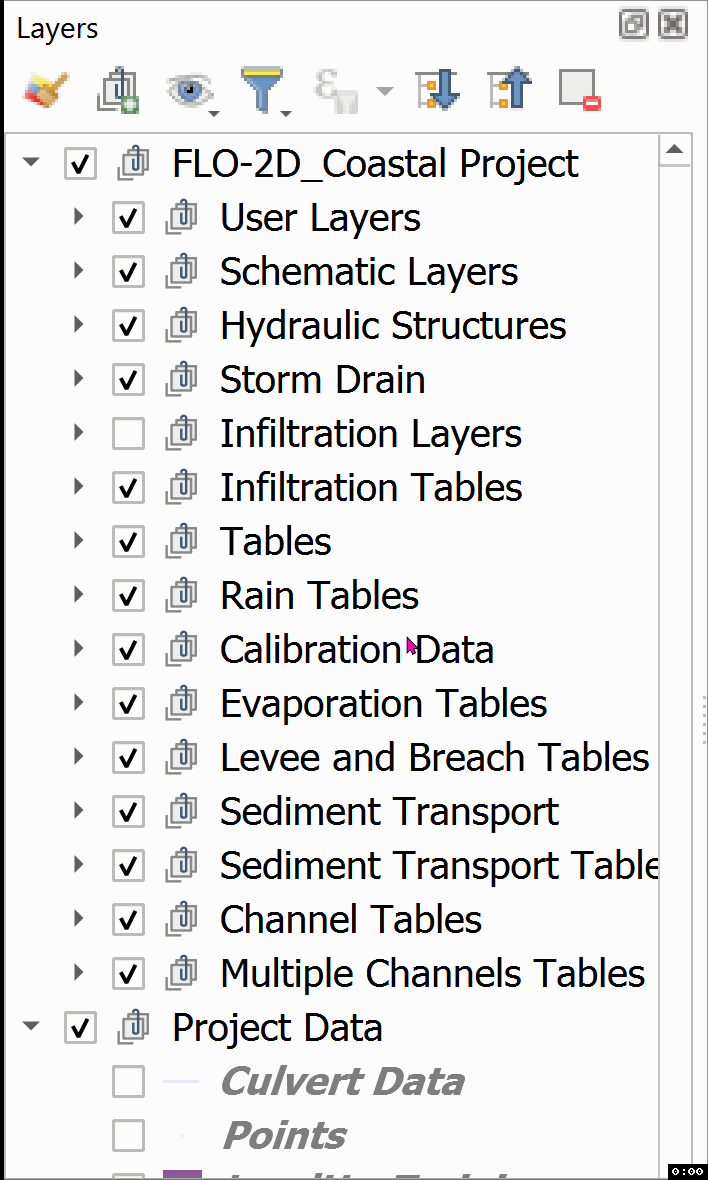 Layers
FLO-2D_Coastal Project
User Layers
Schematic Layers
Hydraulic Structures
Storm Drain
Infiltration Layers
Infiltration Tables
Tables
Rain Tables
Calibration Data
Evaporation Tables
Levee and Breach Tables
Sediment Transport
Sediment Transport Table
Channel Tables
Multiple Channels Tables
Project Data
Culvert Data
Points
0:00